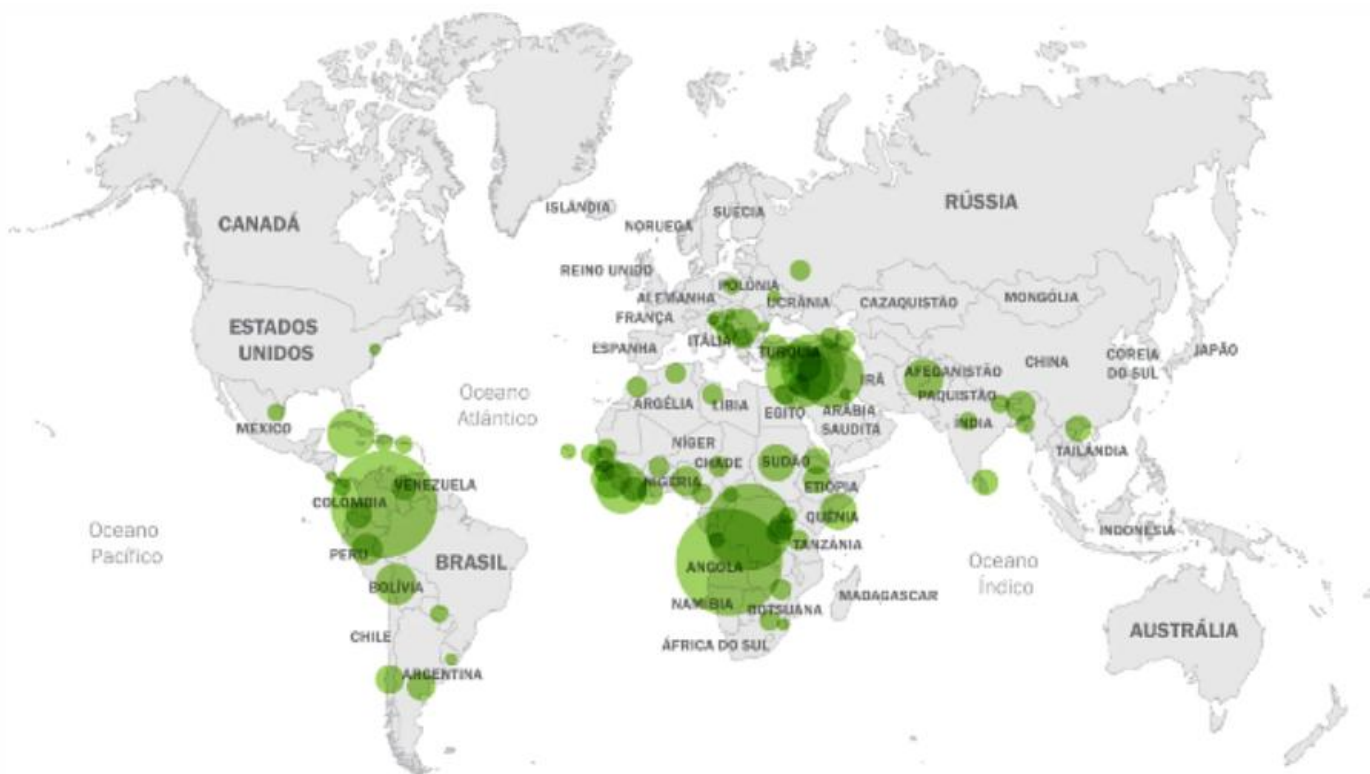 RÚSSIA
ISLÂNDIA
SUÉCIA
CANADÁ
NORUEGA
REINO UNIDO
POLÔNIA
ALEMANHA
UCRÂNIA
CAZAQUISTÃO
MONGÓLIA
FRANÇA
ESTADOS
UNIDOS
ITÁLIA
ESPANHA
TURQUIA
CHINA
COREIA
DO SUL
JAPÃO
AFEGANISTÃO
IRÃ
PAQUISTÃO
Oceano
Atlântico
ARGÉLIA
LÍBIA
EGITO
ARÁBIA
SAUDITA
MÉXICO
ÍNDIA
NÍGER
CHADE
SUDÃO
TAILÂNDIA
NIGÉRIA
VENEZUELA
ETIÓPIA
COLÔMBIA
QUÊNIA
Oceano
Pacífico
INDONÉSIA
TANZÂNIA
PERU
BRASIL
ANGOLA
Oceano
Índico
BOLÍVIA
MADAGASCAR
NAMÍBIA
BOTSUANA
AUSTRÁLIA
CHILE
ÁFRICA DO SUL
ARGENTINA